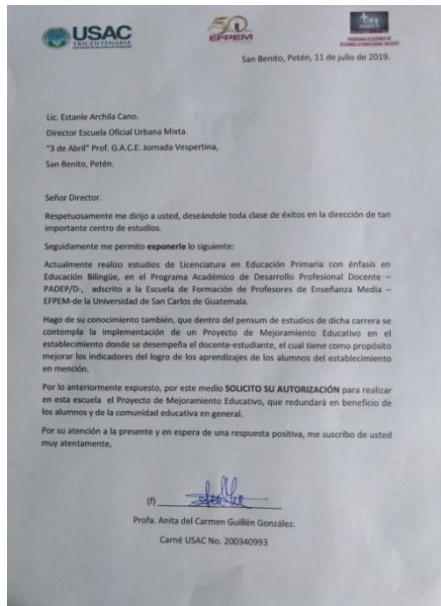 USAC
TRICENTENARIA
50
EFPEM
PROGRAMA ACADÉMICO DE
DESARROLLO PROFESIONAL DOCENTE
San Benito, Petén, 11 de julio de 2019.
Lic. Estanle Archila Cano.
Director Escuela Oficial Urbana Mixta.
"3 de Abril" Prof. G.A.C.E. Jornada Vespertina,
San Benito, Petén.
Señor Director.
Respetuosamente me dirijo a usted, deseándole toda clase de éxitos en la dirección de tan
importante centro de estudios.
Seguidamente me permito exponerle lo siguiente:
Actualmente realizo estudios de Licenciatura en Educación Primaria con énfasis en
Educación Bilingüe, en el Programa Académico de Desarrollo Profesional Docente –
PADEP/D-, adscrito a la Escuela de Formación de Profesores de Enseñanza Media –
EFPEM-de la Universidad de San Carlos de Guatemala.
Hago de su conocimiento también, que dentro del pensum de estudios de dicha carrera se
contempla la implementación de un Proyecto de Mejoramiento Educativo en el
establecimiento donde se desempeña el docente-estudiante, el cual tiene como propósito
mejorar los indicadores del logro de los aprendizajes de los alumnos del establecimiento
en mención.
Por lo anteriormente expuesto, por este medio SOLICITO SU AUTORIZACIÓN para realizar
en esta escuela el Proyecto de Mejoramiento Educativo, que redundará en beneficio de
los alumnos y de la comunidad educativa en general.
Por su atención a la presente y en espera de una respuesta positiva, me suscribo de usted
muy atentamente,
(f)
Profa. Anita del Carmen Guillén González.
Carné USAC No. 200340993